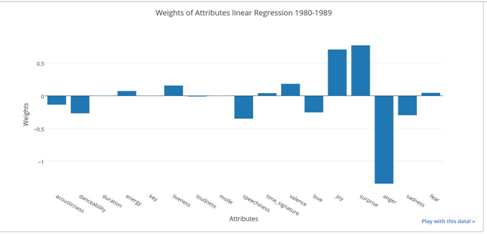 Weights of Attributes linear Regression 1980-1989
0.5
0
−0.5
−1
Weights
acousticness
danceability
duration
energy
key
liveness
loudness
mode
speechiness
time_signature
valence
love
joy
surprise
anger
sadness
fear
Attributes
Play with this data! »